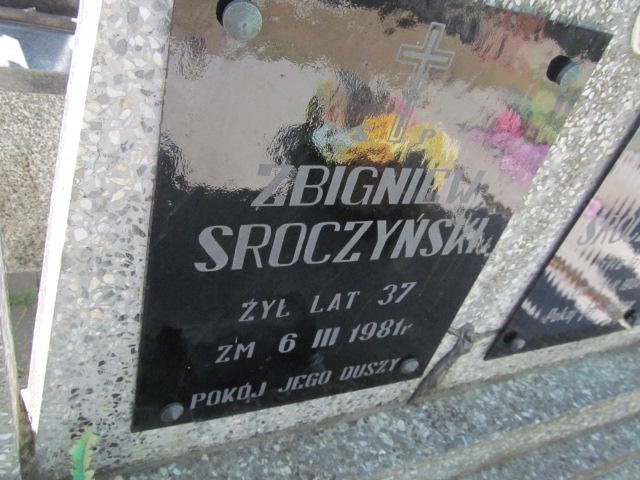 Ś P
ZBIGNIEW
SROCZYŃSKI
ŻYŁ LAT 37
ZM 6 III 1981r
POKÓJ JEGO DUSZY